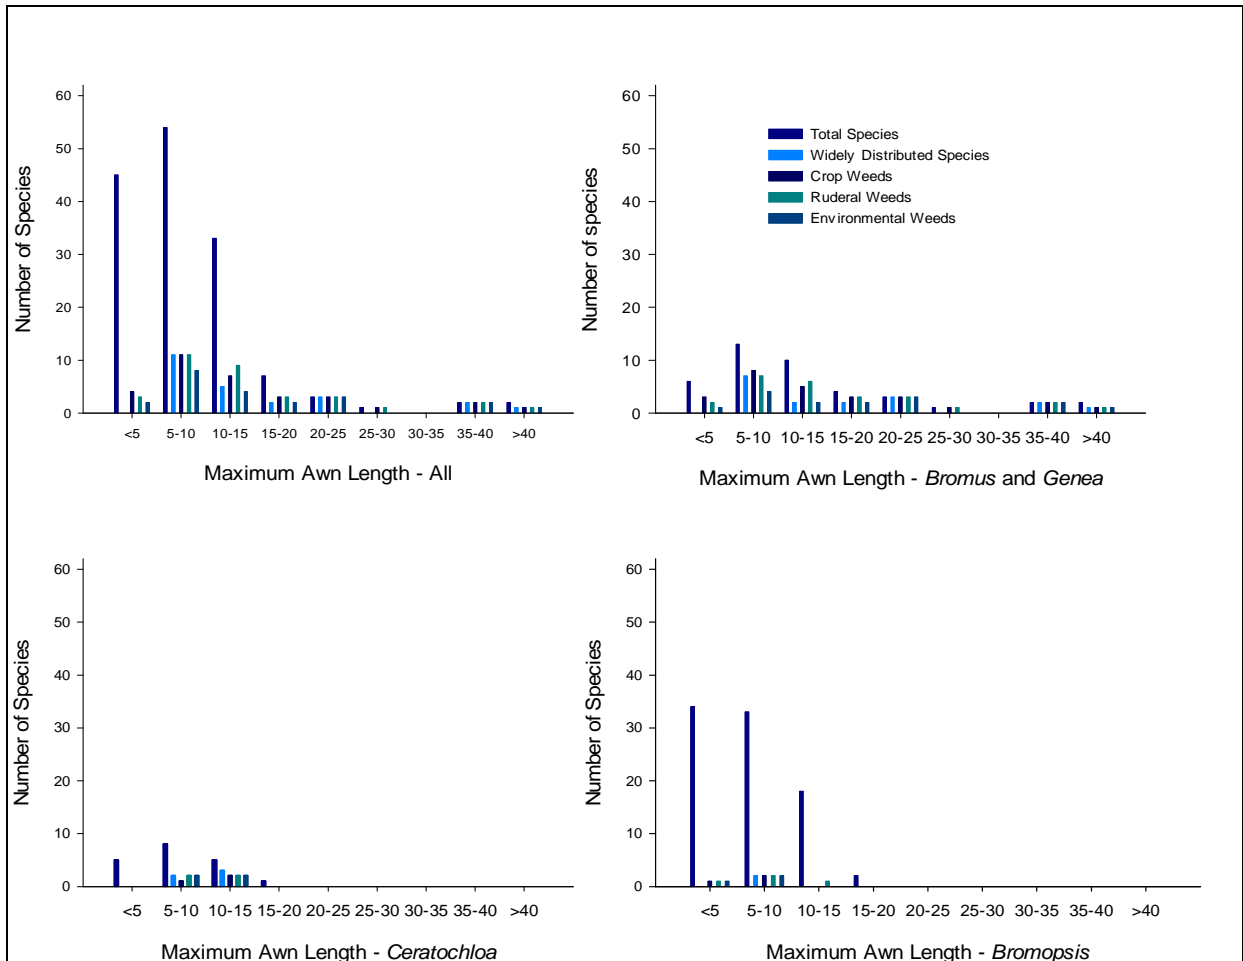 60
50
40
30
20
10
0
Number of Species
<5 5-10 10-15 15-20 20-25 25-30 30-35 35-40 >40
Maximum Awn Length - All
60
50
40
30
20
10
0
Number of species
Total Species
Widely Distributed Species
Crop Weeds
Ruderal Weeds
Environmental Weeds
<5 5-10 10-15 15-20 20-25 25-30 30-35 35-40 >40
Maximum Awn Length - Bromus and Genea
60
50
40
30
20
10
0
Number of Species
<5 5-10 10-15 15-20 20-25 25-30 30-35 35-40 >40
Maximum Awn Length - Ceratochloa
60
50
40
30
20
10
0
Number of Species
<5 5-10 10-15 15-20 20-25 25-30 30-35 35-40 >40
Maximum Awn Length - Bromopsis